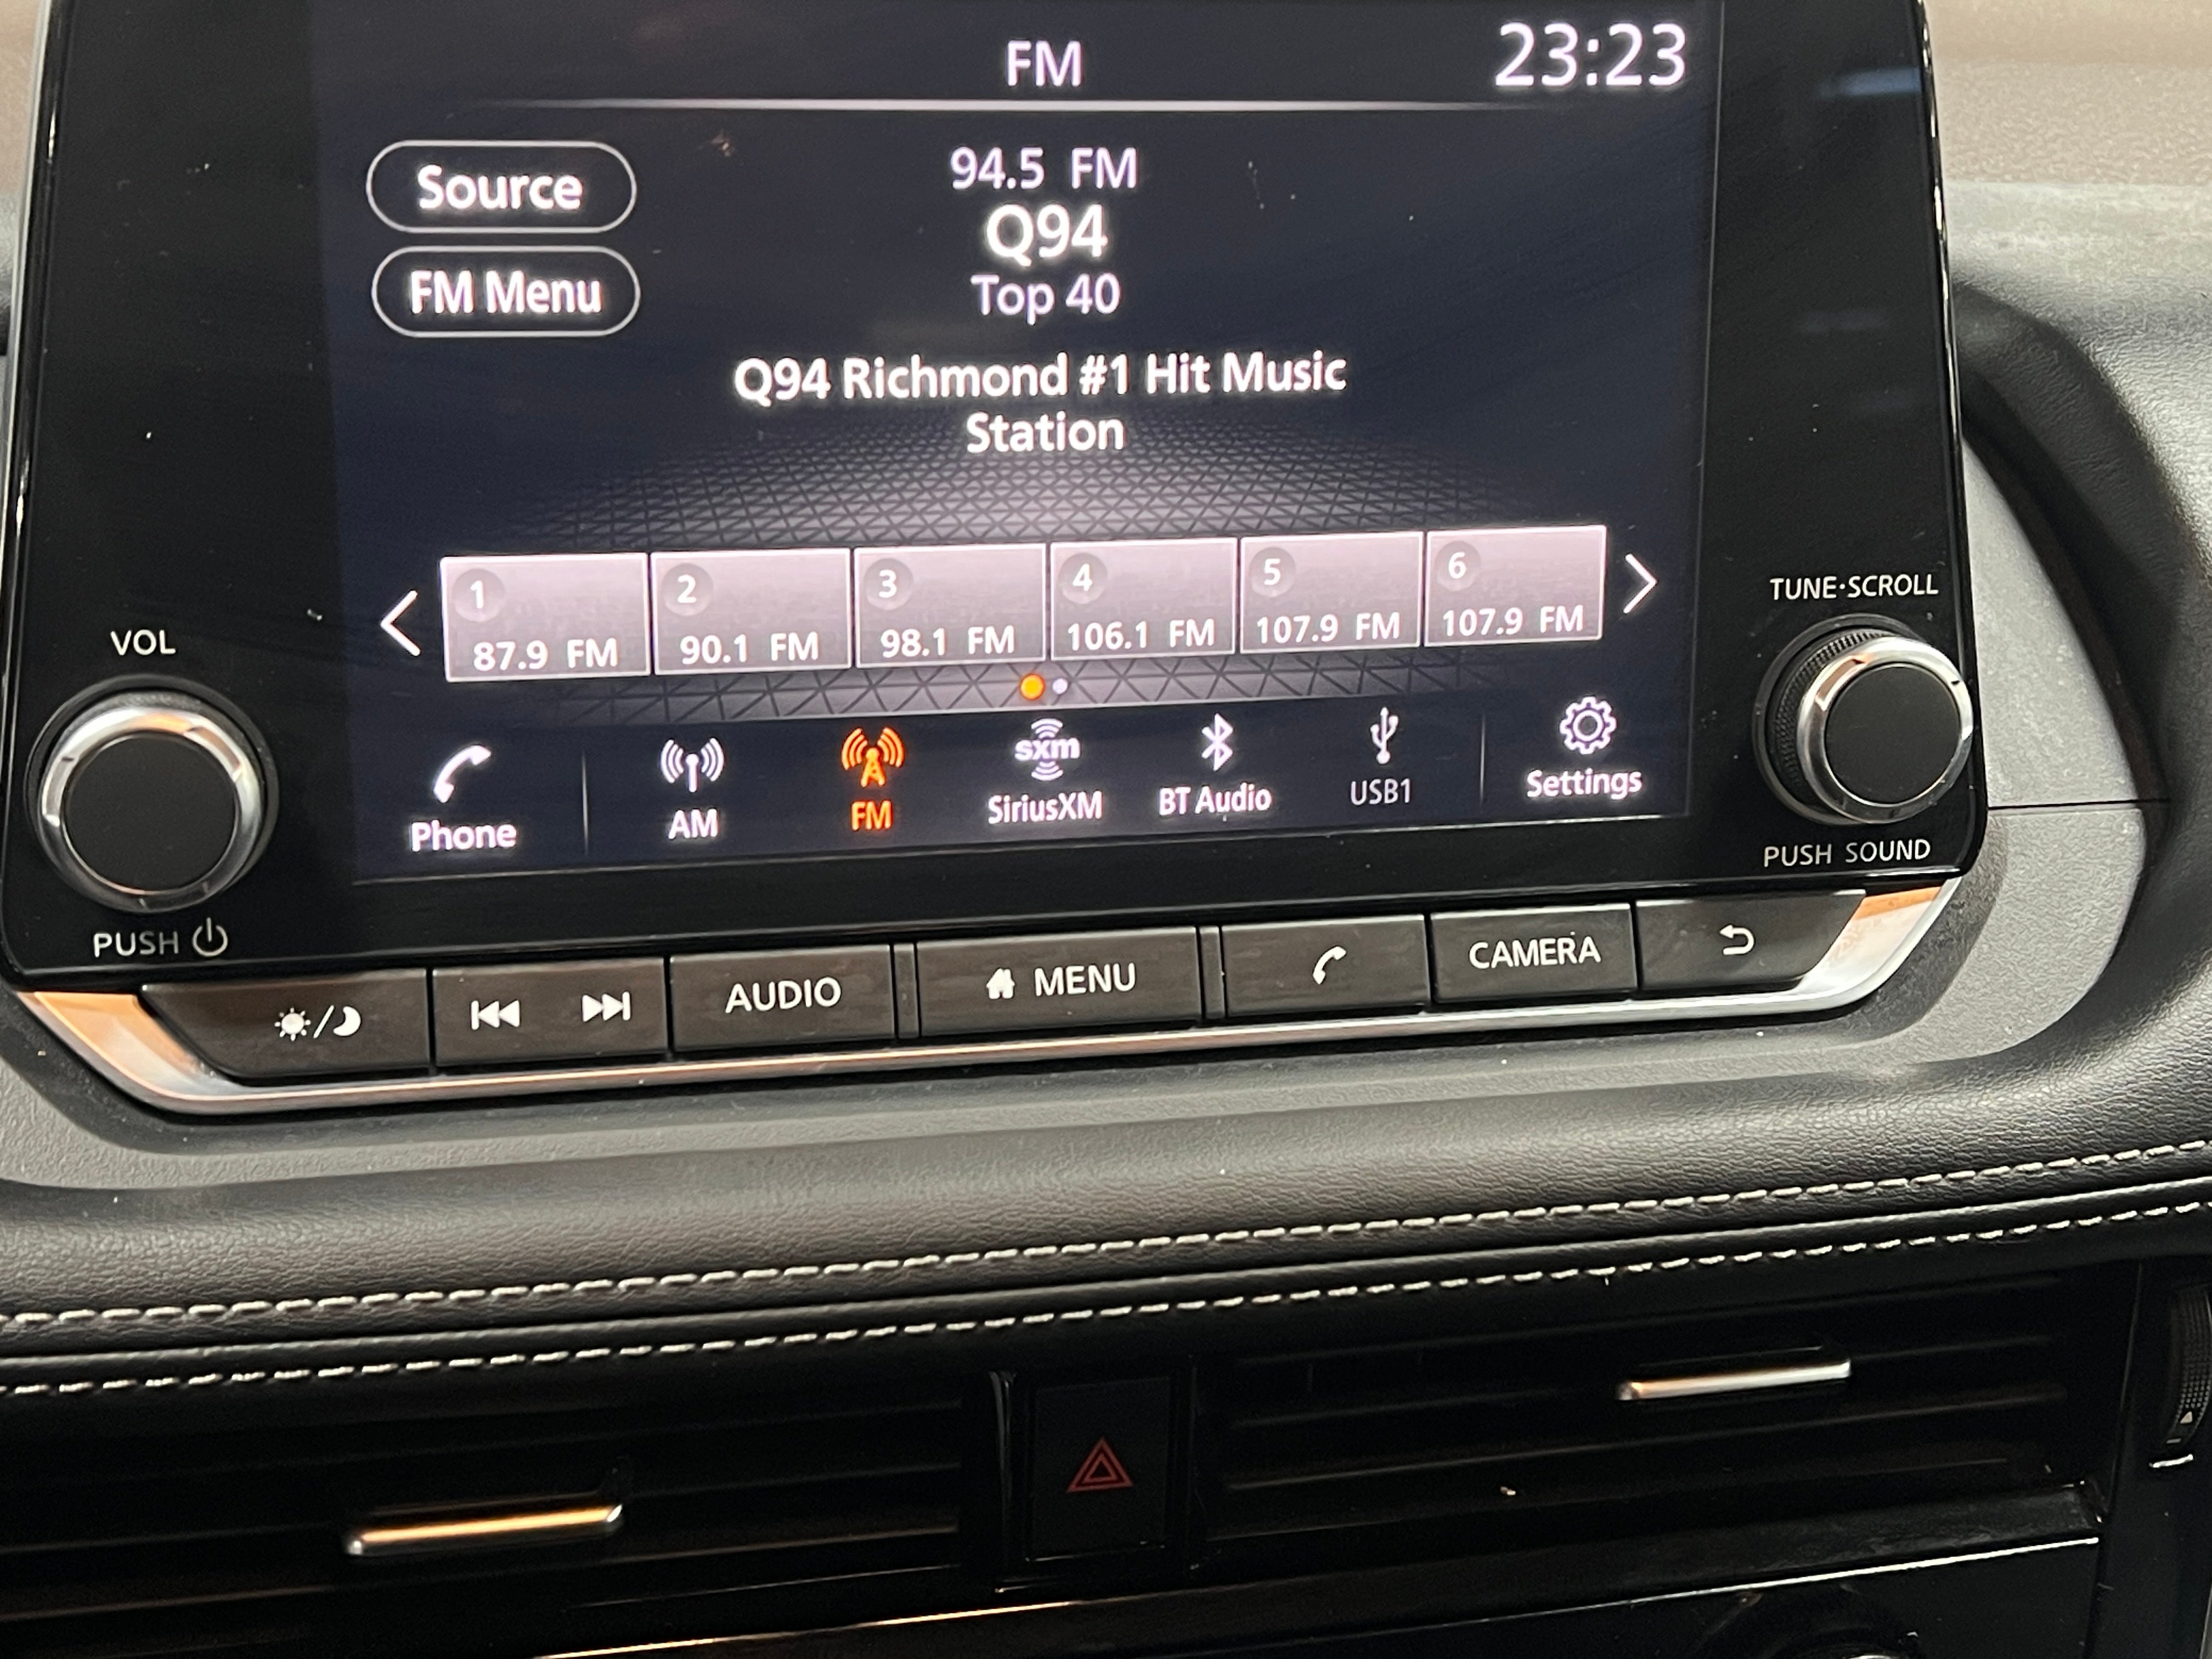 FM
23:23
Source
94.5 FM
Q94
FM Menu
Top 40
Q94 Richmond #1 Hit Music
Station
1
2
3
4
5
6
87.9 FM
90.1 FM
98.1 FM
106.1 FM
107.9 FM
107.9 FM
TUNE·SCROLL
VOL
Phone
AM
FM
sxm
SiriusXM
BT Audio
USB1
Settings
PUSH SOUND
PUSH
AUDIO
MENU
CAMERA